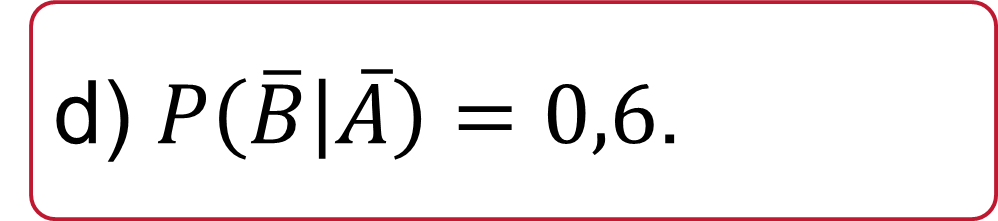 d) P(B̅|A̅) = 0,6.